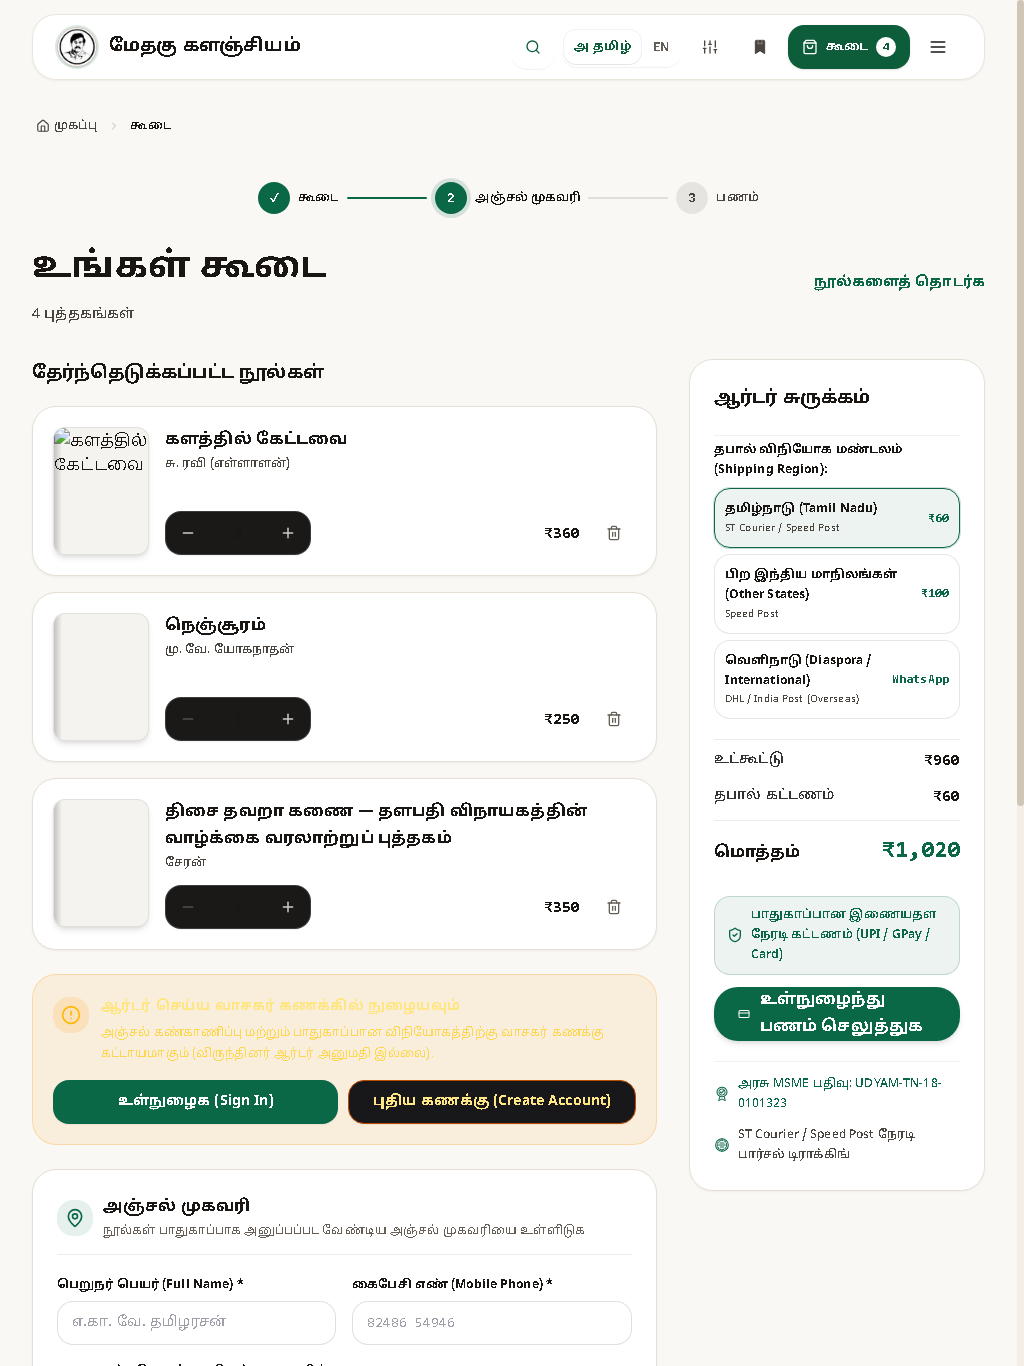 மேதகு களஞ்சியம்
அ தமிழ்
EN
கூடை 4
முகப்பு
கூடை
✓ கூடை
2 அஞ்சல் முகவரி
3 பணம்
உங்கள் கூடை
4 புத்தகங்கள்
நூல்களைத் தொடர்க
தேர்ந்தெடுக்கப்பட்ட நூல்கள்
களத்தில்
கேட்டவை
களத்தில் கேட்டவை
சு. ரவி (எள்ளாளன்)
₹360
நெஞ்சூரம்
மு. வே. யோகநாதன்
₹250
திசை தவறா கணை — தளபதி விநாயகத்தின்
வாழ்க்கை வரலாற்றுப் புத்தகம்
சேரன்
₹350
ஆர்டர் செய்ய வாசகர் கணக்கில் நுழையவும்
அஞ்சல் கண்காணிப்பு மற்றும் பாதுகாப்பான விநியோகத்திற்கு வாசகர் கணக்கு
கட்டாயமாகும் (விருந்தினர் ஆர்டர் அனுமதி இல்லை).
உள்நுழைக (Sign In)
புதிய கணக்கு (Create Account)
அஞ்சல் முகவரி
நூல்கள் பாதுகாப்பாக அனுப்பப்பட வேண்டிய அஞ்சல் முகவரியை உள்ளிடுக
பெறுநர் பெயர் (Full Name) *
கைபேசி எண் (Mobile Phone) *
எ.கா. வே. தமிழரசன்
82486 54946
ஆர்டர் சுருக்கம்
தபால் விநியோக மண்டலம்
(Shipping Region):
தமிழ்நாடு (Tamil Nadu)
ST Courier / Speed Post
₹60
பிற இந்திய மாநிலங்கள்
(Other States)
Speed Post
₹100
வெளிநாடு (Diaspora /
International)
DHL / India Post (Overseas)
WhatsApp
உட்கூட்டு
₹960
தபால் கட்டணம்
₹60
மொத்தம்
₹1,020
பாதுகாப்பான இணையதள
நேரடி கட்டணம் (UPI / GPay /
Card)
உள்நுழைந்து
பணம் செலுத்துக
அரசு MSME பதிவு: UDYAM-TN-18-
0101323
ST Courier / Speed Post நேரடி
பார்சல் டிராக்கிங்